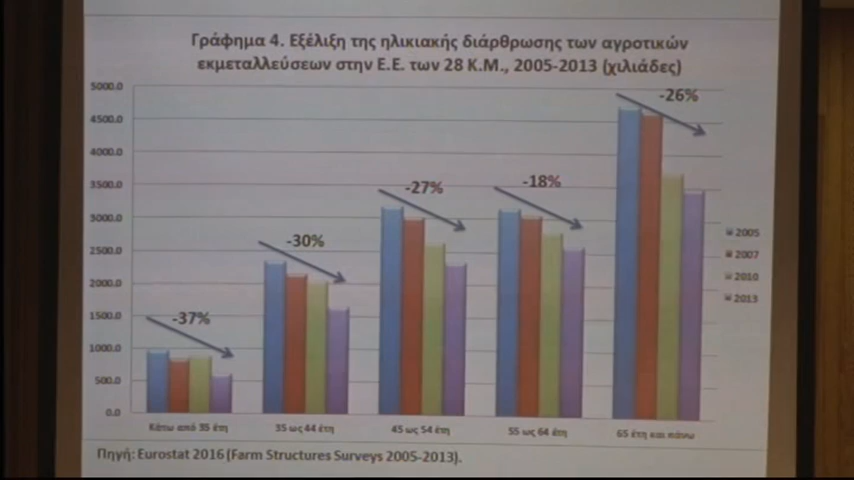 Γράφημα 4. Εξέλιξη της ηλικιακής διάρθρωσης των αγροτικών
εκμεταλλεύσεων στην Ε.Ε. των 28 Κ.Μ., 2005-2013 (χιλιάδες)
5000.0
4500.0
4000.0
3500.0
3000.0
2500.0
2000.0
1500.0
1000.0
500.0
0.0
-37%
-30%
-27%
-18%
-26%
2005
2007
2010
2013
Κάτω από 35 έτη
35 ως 44 έτη
45 ως 54 έτη
55 ως 64 έτη
65 έτη και πάνω
Πηγή: Eurostat 2016 (Farm Structures Surveys 2005-2013).